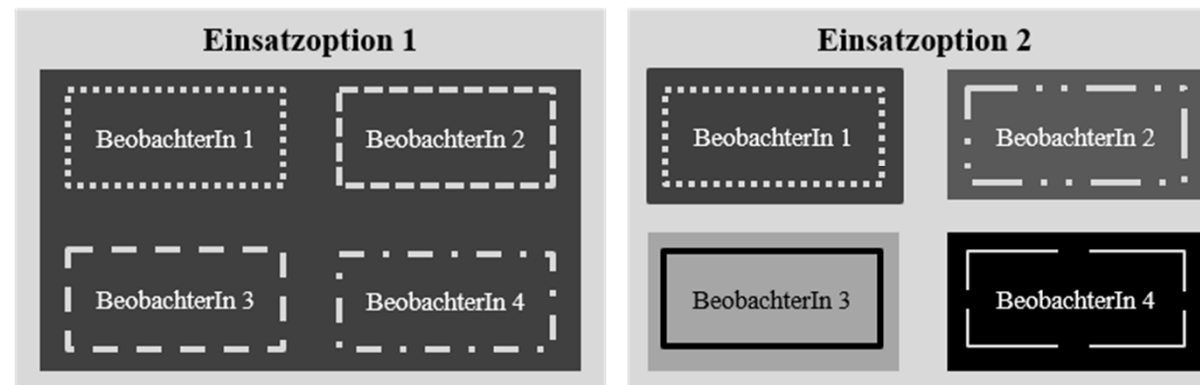 Einsatzoption 1
BeobachterIn 1
BeobachterIn 2
BeobachterIn 3
BeobachterIn 4
Einsatzoption 2
BeobachterIn 1
BeobachterIn 2
BeobachterIn 3
BeobachterIn 4